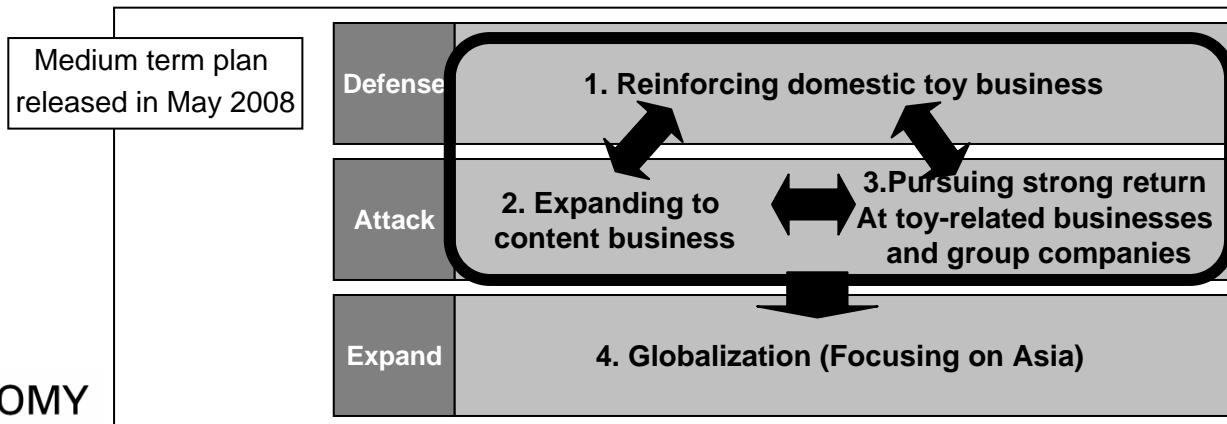 Medium term plan
released in May 2008
Defense
1. Reinforcing domestic toy business
Attack
2. Expanding to
content business
3.Pursuing strong return
At toy-related businesses
and group companies
Expand
4. Globalization (Focusing on Asia)
OMY